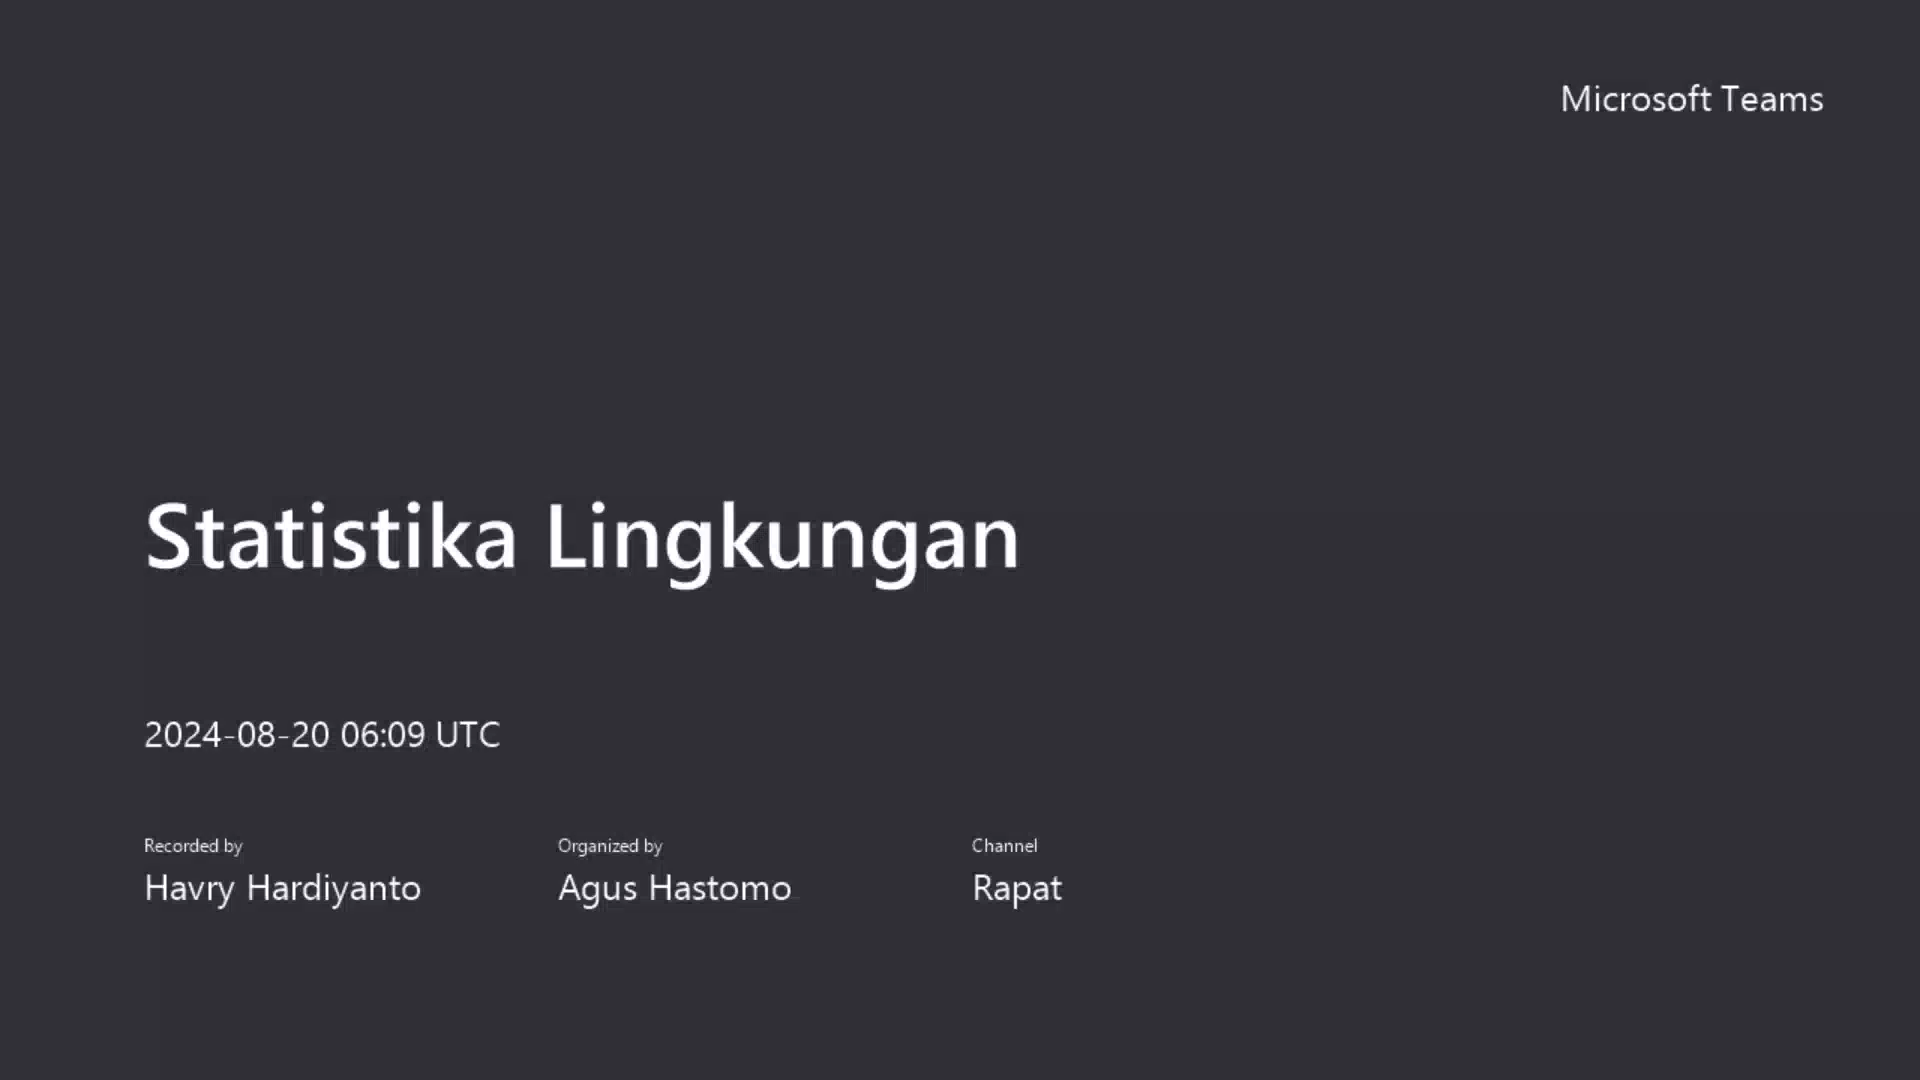 Microsoft Teams
Statistika Lingkungan
2024-08-20 06:09 UTC
Recorded by
Havry Hardiyanto
Organized by
Agus Hastomo
Channel
Rapat